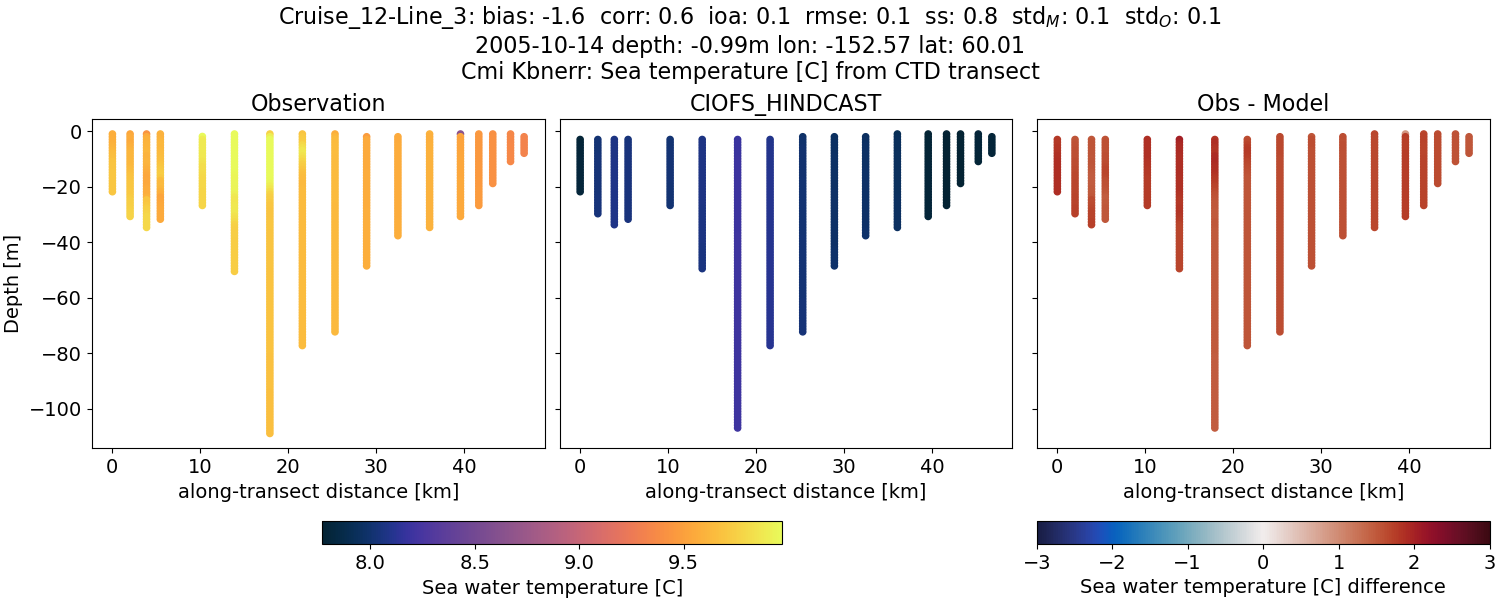 Cruise_12-Line_3: bias: -1.6 corr: 0.6 ioa: 0.1 rmse: 0.1 ss: 0.8 std_M: 0.1 std_O: 0.1
2005-10-14 depth: -0.99m lon: -152.57 lat: 60.01
Cmi Kbnerr: Sea temperature [C] from CTD transect
Observation CIOFS_HINDCAST Obs - Model
Depth [m]
0
−20
−40
−60
−80
−100
0 10 20 30 40 0 10 20 30 40 0 10 20 30 40
along-transect distance [km] along-transect distance [km] along-transect distance [km]
8.0 8.5 9.0 9.5 −3 −2 −1 0 1 2 3
Sea water temperature [C] Sea water temperature [C] difference